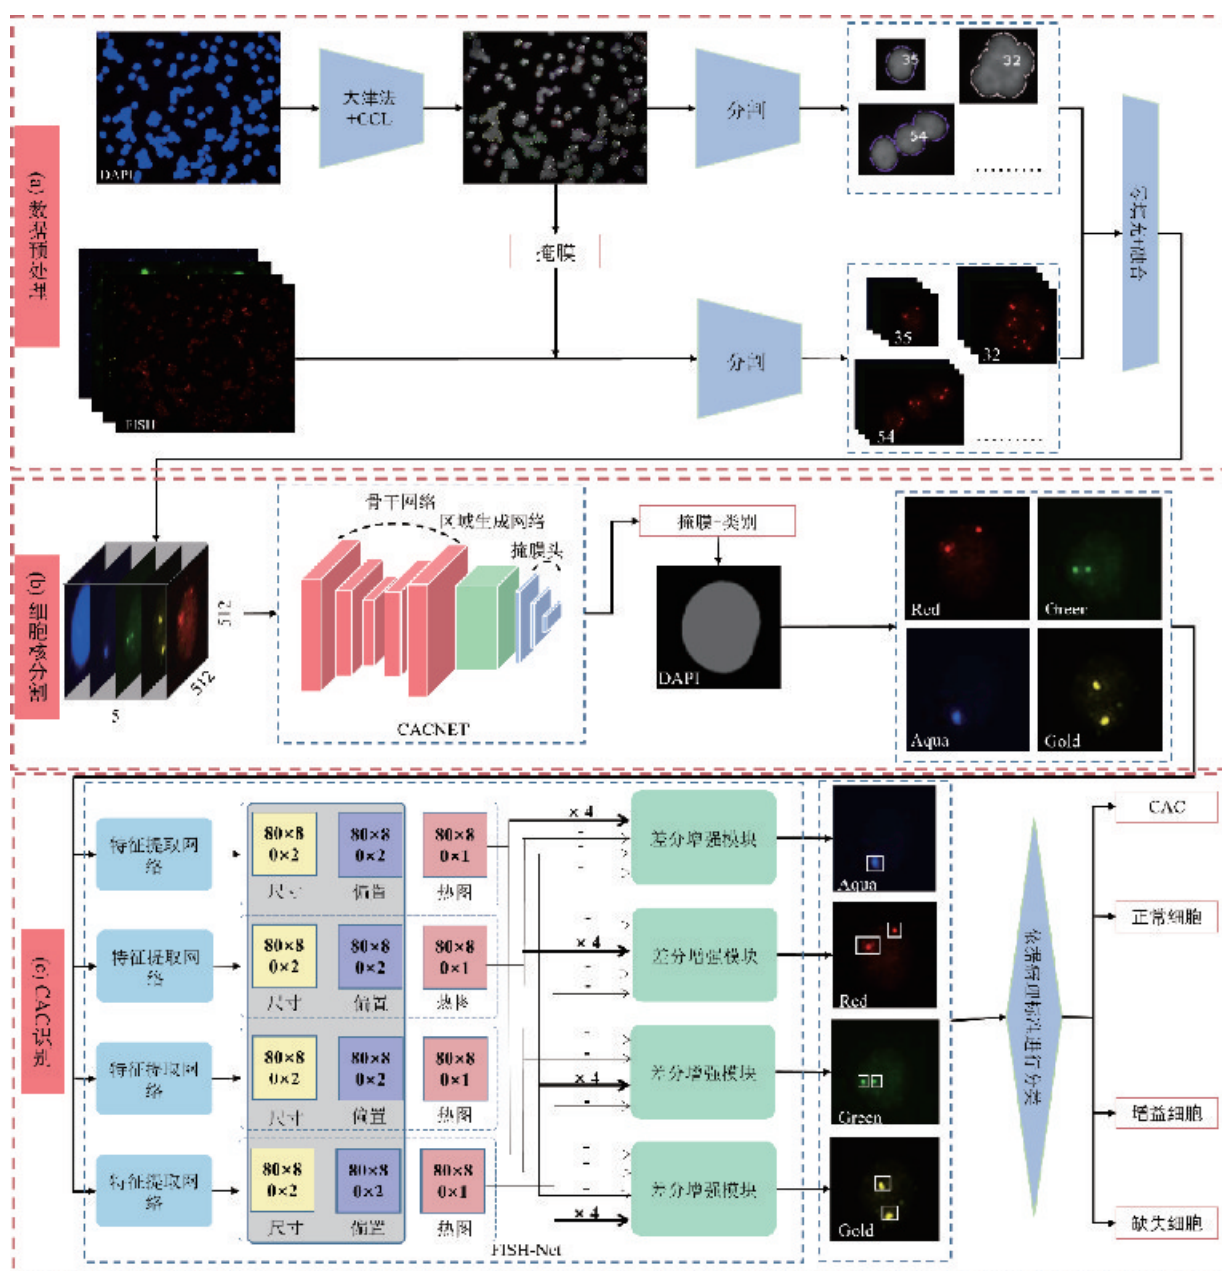 (a) 数据预处理
DAPI
大津法
+CCL
分割
35
32
54
掩膜
FISH
分割
35
32
54
零填充+融合
(b) 细胞核分割
512
512
5
骨干网络
区域生成网络
掩膜头
CACNET
掩膜+类别
DAPI
Red
Green
Aqua
Gold
(c) CAC识别
特征提取网
络
80×8
0×2
尺寸
80×8
0×2
偏置
80×8
0×1
热图
× 4
差分增强模块
Aqua
特征提取网
络
80×8
0×2
尺寸
80×8
0×2
偏置
80×8
0×1
热图
× 4
差分增强模块
Red
特征提取网
络
80×8
0×2
尺寸
80×8
0×2
偏置
80×8
0×1
热图
× 4
差分增强模块
Green
特征提取网
络
80×8
0×2
尺寸
80×8
0×2
偏置
80×8
0×1
热图
× 4
差分增强模块
Gold
FISH-Net
依据病理标准进行分类
CAC
正常细胞
增益细胞
缺失细胞